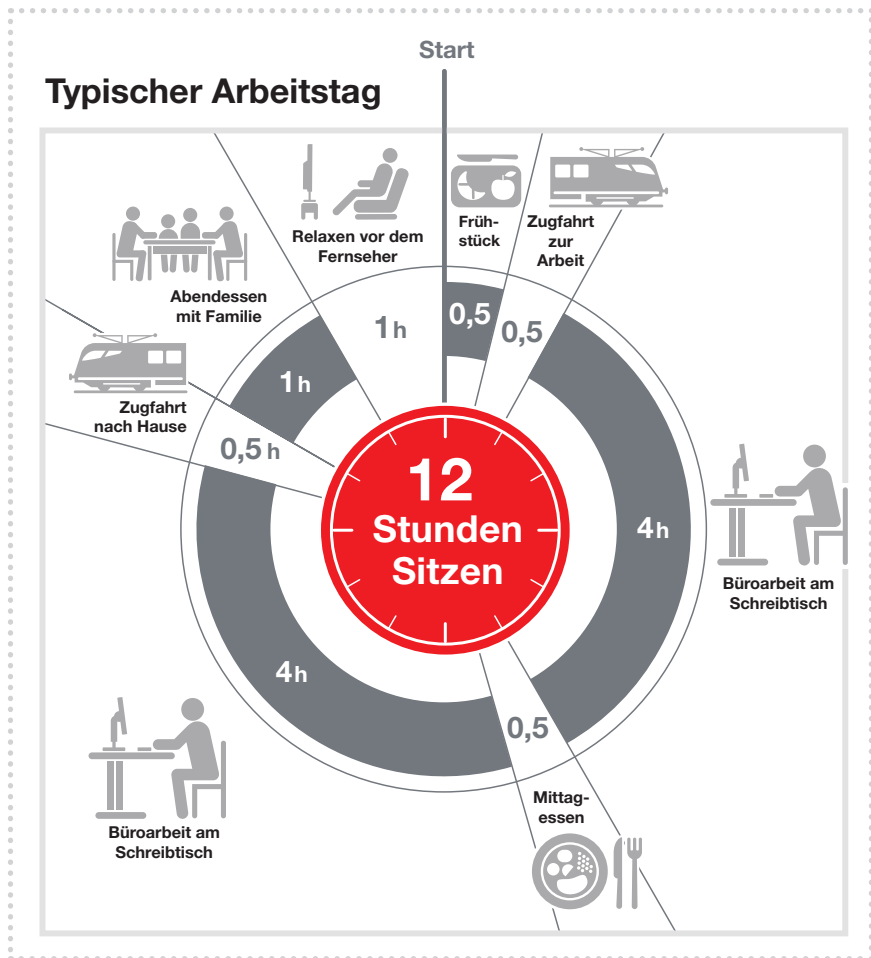 Start
Typischer Arbeitstag
Früh-
stück
Zugfahrt
zur
Arbeit
Relaxen vor dem
Fernseher
Abendessen
mit Familie
Zugfahrt
nach Hause
0,5
0,5
1h
1h
0,5 h
4h
4h
0,5
12
Stunden
Sitzen
Büroarbeit am
Schreibtisch
Mittag-
essen
Büroarbeit am
Schreibtisch